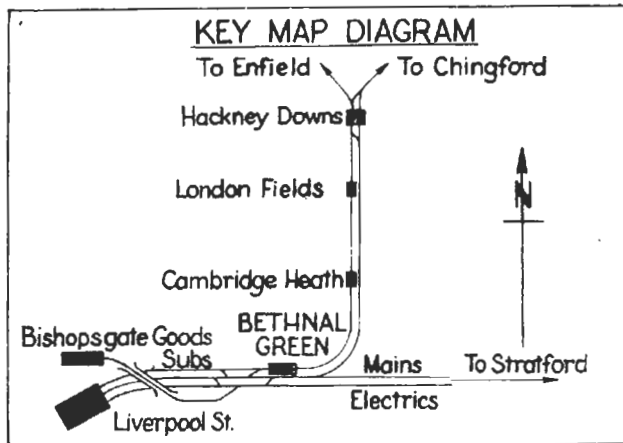 KEY MAP DIAGRAM
To Enfield
To Chingford
Hackney Downs
London Fields
N
Cambridge Heath
BETHNAL
GREEN
Bishopsgate Goods
Subs
Mains
To Stratford
Electrics
Liverpool St.